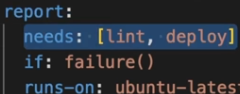 report:
needs: [lint, deploy]
if: failure()
runs-on: ubuntu-lates